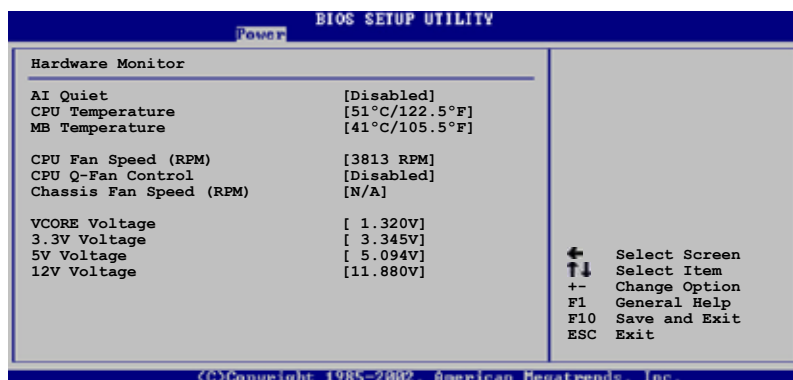 BIOS SETUP UTILITY
Power
Hardware Monitor
AI Quiet [Disabled]
CPU Temperature [51°C/122.5°F]
MB Temperature [41°C/105.5°F]
CPU Fan Speed (RPM) [3813 RPM]
CPU Q-Fan Control [Disabled]
Chassis Fan Speed (RPM) [N/A]
VCORE Voltage [ 1.320V]
3.3V Voltage [ 3.345V]
5V Voltage [ 5.094V]
12V Voltage [11.880V]
← Select Screen
↑↓ Select Item
+- Change Option
F1 General Help
F10 Save and Exit
ESC Exit
(C)Copyright 1985-2002, American Megatrends, Inc.